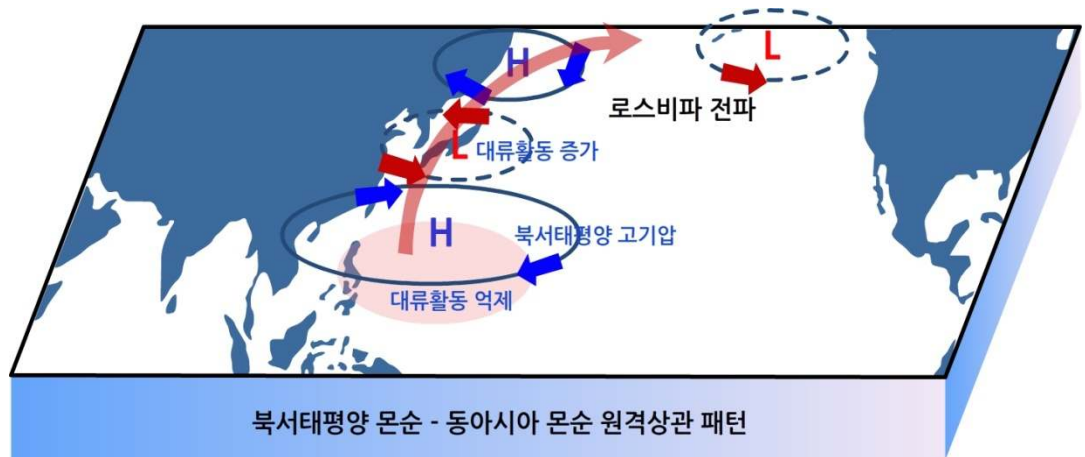 H
L
로스비파 전파
L 대류활동 증가
H
북서태평양 고기압
대류활동 억제
북서태평양 몬순 - 동아시아 몬순 원격상관 패턴